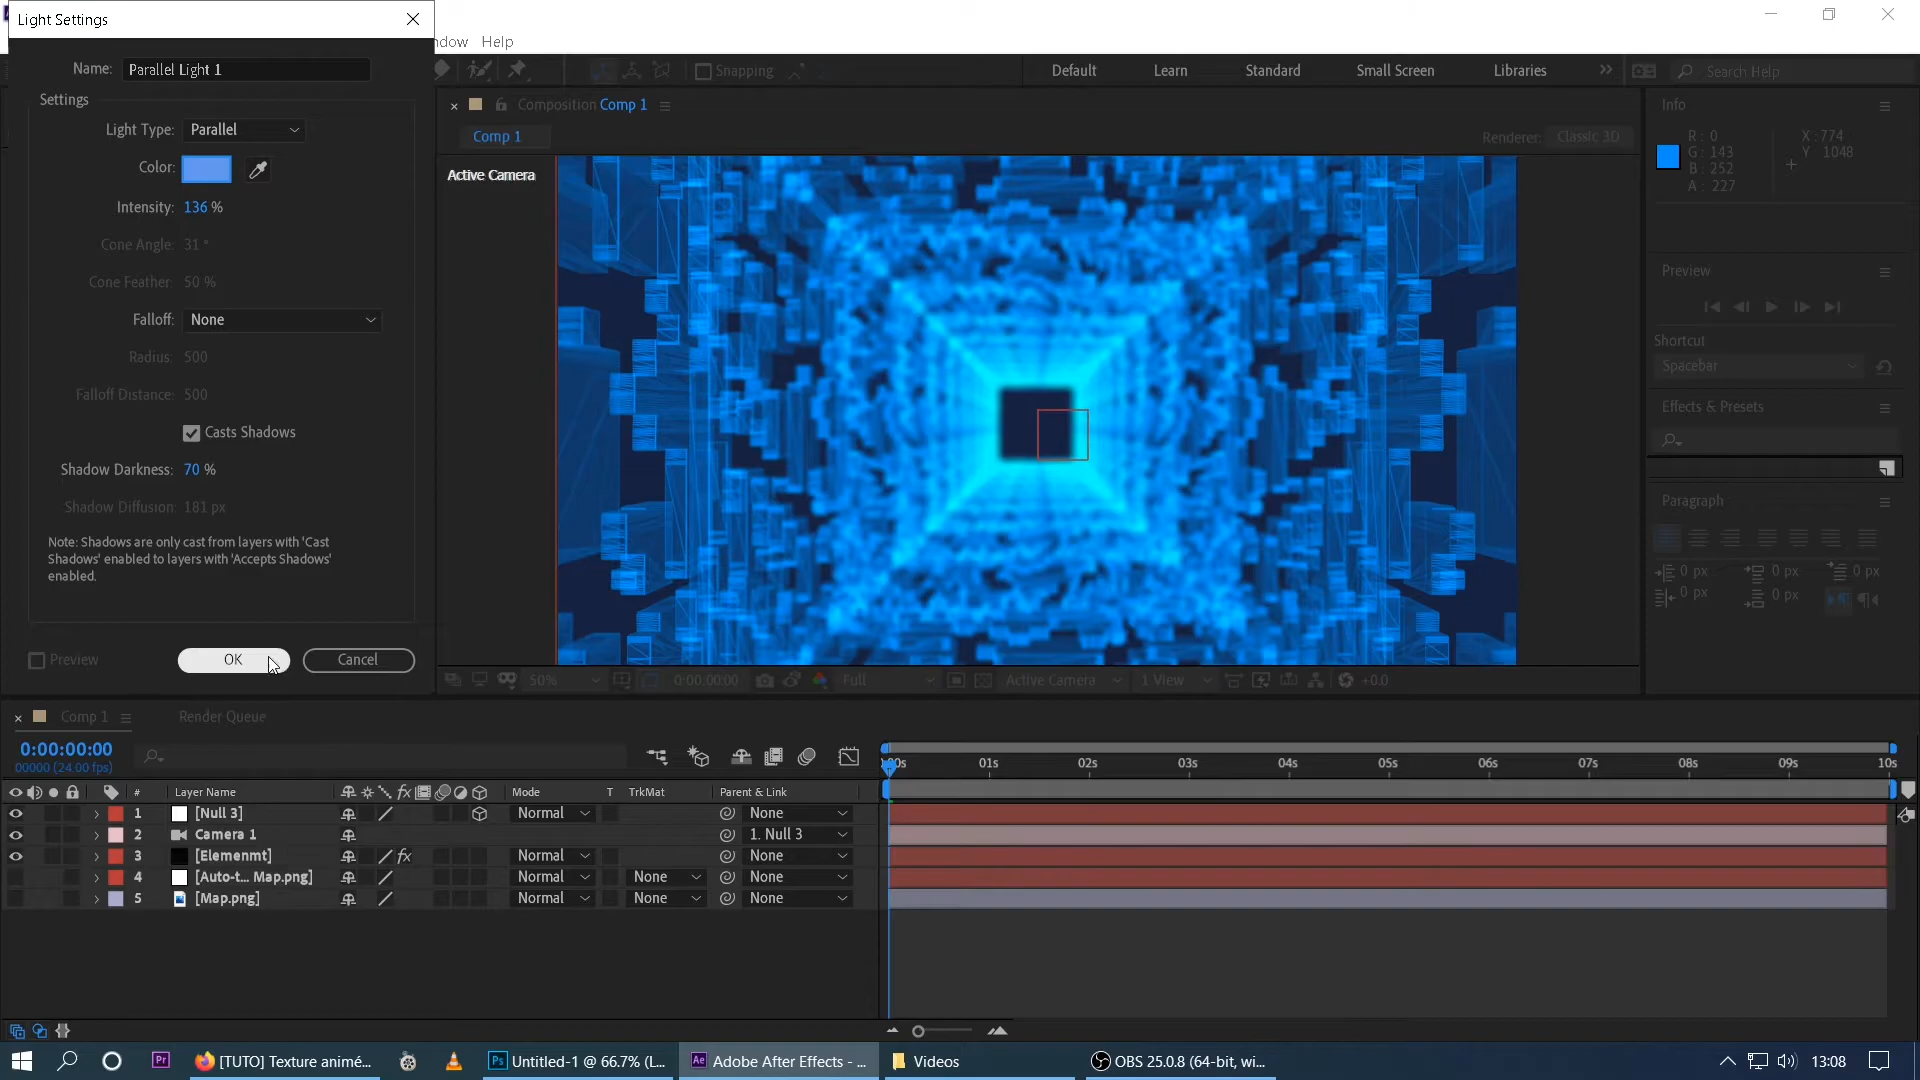 Light Settings
Name: Parallel Light 1
Settings
Light Type: Parallel
Color:
Intensity: 136 %
Cone Angle: 31 °
Cone Feather: 50 %
Falloff: None
Radius: 500
Falloff Distance: 500
Casts Shadows
Shadow Darkness: 70 %
Shadow Diffusion: 181 px
Note: Shadows are only cast from layers with 'Cast
Shadows' enabled to layers with 'Accepts Shadows'
enabled.
Preview OK Cancel
ndow Help
Snapping Default Learn Standard Small Screen Libraries Search Help
Composition Comp 1
Comp 1
Renderer: Classic 3D
Active Camera
50% 0:00:00:00 Full Active Camera 1 View +0.0
Info
R: 0 X: 774
G: 143 Y 1048
B: 252
A: 227
Preview
Shortcut
Spacebar
Effects & Presets
Paragraph
0 px 0 px 0 px
0 px 0 px
Comp 1 Render Queue
0:00:00:00
00000 (24.00 fps)
00s 01s 02s 03s 04s 05s 06s 07s 08s 09s 10s
# Layer Name fx Mode T TrkMat Parent & Link
1 [Null 3] Normal None
2 Camera 1 1. Null 3
3 [Elemenmt] fx Normal None
4 [Auto-t... Map.png] Normal None None
5 [Map.png] Normal None None
Pr [TUTO] Texture animé... Ps Untitled-1 @ 66.7% (L... Ae Adobe After Effects - ... Videos OBS 25.0.8 (64-bit, wi... 13:08